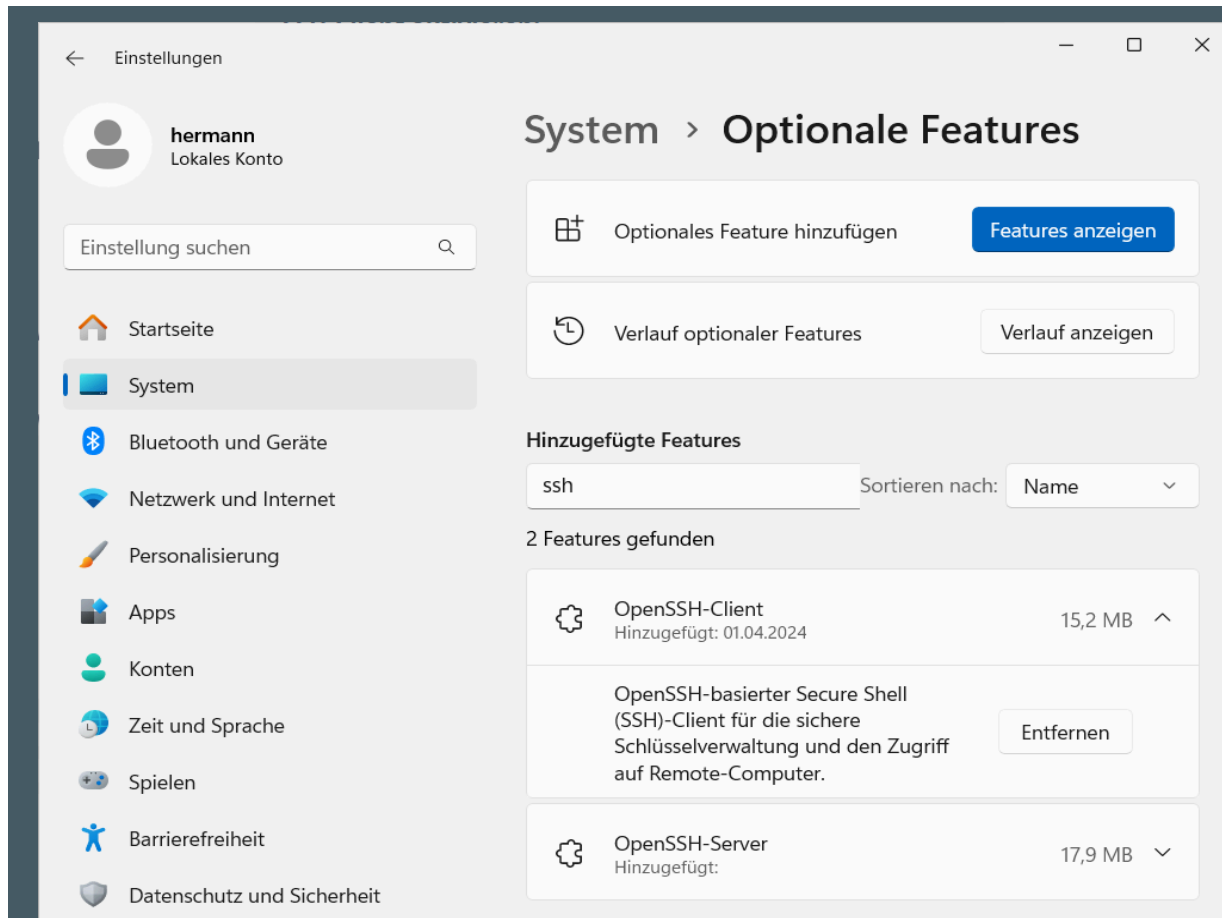 Einstellungen
hermann
Lokales Konto
Einstellung suchen
Startseite
System
Bluetooth und Geräte
Netzwerk und Internet
Personalisierung
Apps
Konten
Zeit und Sprache
Spielen
Barrierefreiheit
Datenschutz und Sicherheit
System > Optionale Features
Optionales Feature hinzufügen
Features anzeigen
Verlauf optionaler Features
Verlauf anzeigen
Hinzugefügte Features
ssh
Sortieren nach: Name
2 Features gefunden
OpenSSH-Client
Hinzugefügt: 01.04.2024
15,2 MB
OpenSSH-basierter Secure Shell
(SSH)-Client für die sichere
Schlüsselverwaltung und den Zugriff
auf Remote-Computer.
Entfernen
OpenSSH-Server
Hinzugefügt:
17,9 MB